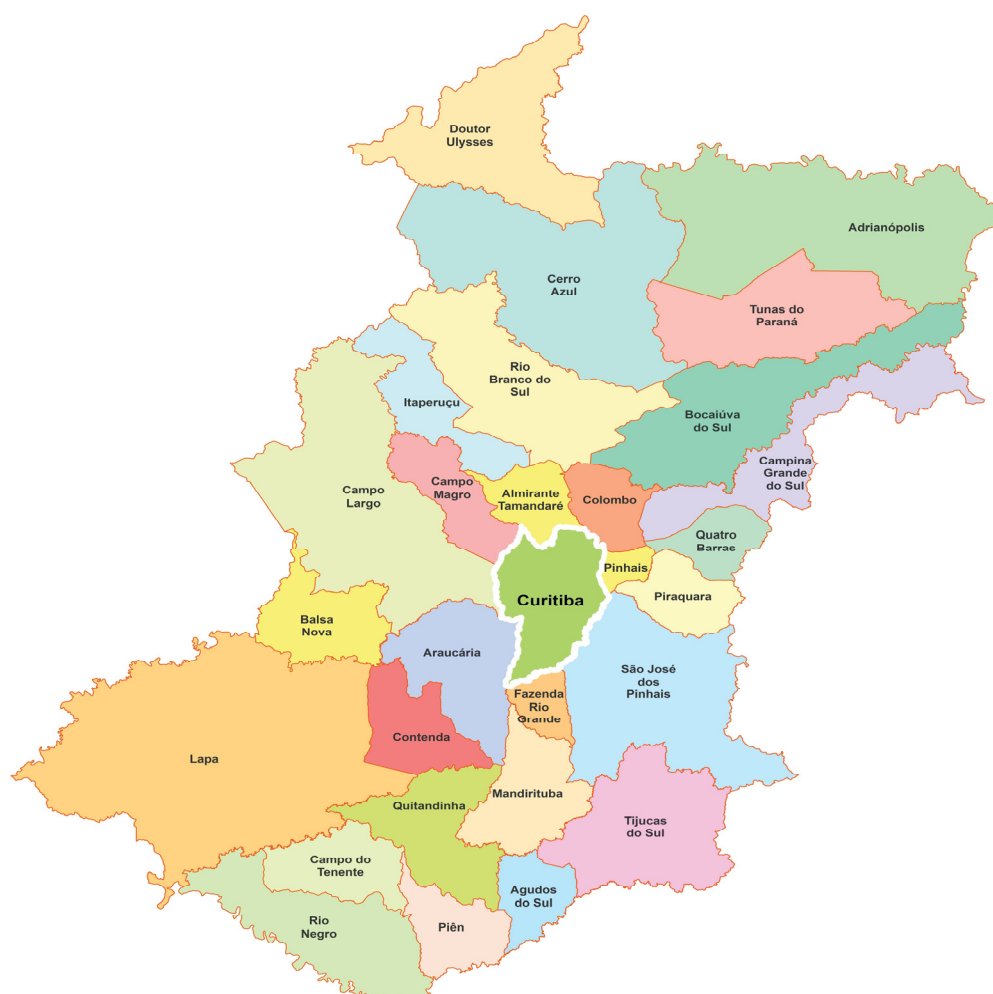 Doutor
Ulysses
Adrianópolis
Cerro
Azul
Tunas do
Paraná
Rio
Branco do
Sul
Itaperuçu
Bocaiúva
do Sul
Campina
Grande
do Sul
Campo
Largo
Campo
Magro
Almirante
Tamandaré
Colombo
Quatro
Barras
Pinhais
Piraquara
Curitiba
Balsa
Nova
Araucária
São José
dos
Pinhais
Fazenda
Rio
Grande
Contenda
Lapa
Quitandinha
Mandirituba
Tijucas
do Sul
Campo do
Tenente
Agudos
do Sul
Rio
Negro
Piên